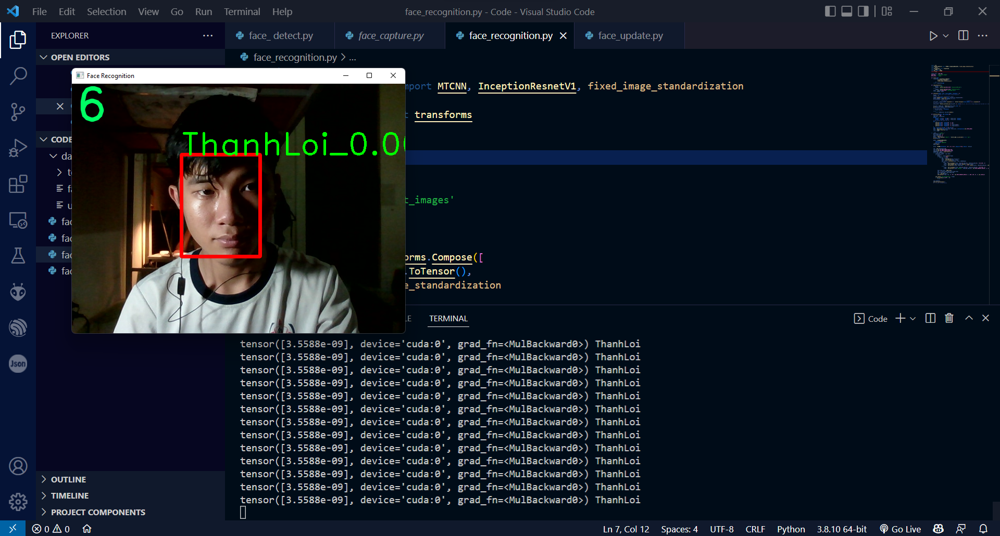 File Edit Selection View Go Run Terminal Help
face_recognition.py - Code - Visual Studio Code
EXPLORER
face_ detect.py
face_capture.py
face_recognition.py
face_update.py
OPEN EDITORS
face_recognition.py > ...
Face Recognition
import MTCNN, InceptionResnetV1, fixed_image_standardization
6
transforms
ThanhLoi_0.0
CODE
t_images'
orms.Compose([
.ToTensor(),
e_standardization
TERMINAL
Code
tensor([3.5588e-09], device='cuda:0', grad_fn=<MulBackward0>) ThanhLoi
tensor([3.5588e-09], device='cuda:0', grad_fn=<MulBackward0>) ThanhLoi
tensor([3.5588e-09], device='cuda:0', grad_fn=<MulBackward0>) ThanhLoi
tensor([3.5588e-09], device='cuda:0', grad_fn=<MulBackward0>) ThanhLoi
tensor([3.5588e-09], device='cuda:0', grad_fn=<MulBackward0>) ThanhLoi
tensor([3.5588e-09], device='cuda:0', grad_fn=<MulBackward0>) ThanhLoi
tensor([3.5588e-09], device='cuda:0', grad_fn=<MulBackward0>) ThanhLoi
tensor([3.5588e-09], device='cuda:0', grad_fn=<MulBackward0>) ThanhLoi
tensor([3.5588e-09], device='cuda:0', grad_fn=<MulBackward0>) ThanhLoi
tensor([3.5588e-09], device='cuda:0', grad_fn=<MulBackward0>) ThanhLoi
tensor([3.5588e-09], device='cuda:0', grad_fn=<MulBackward0>) ThanhLoi
tensor([3.5588e-09], device='cuda:0', grad_fn=<MulBackward0>) ThanhLoi
tensor([3.5588e-09], device='cuda:0', grad_fn=<MulBackward0>) ThanhLoi
Json
OUTLINE
TIMELINE
PROJECT COMPONENTS
0 0
Ln 7, Col 12 Spaces: 4 UTF-8 CRLF Python 3.8.10 64-bit Go Live